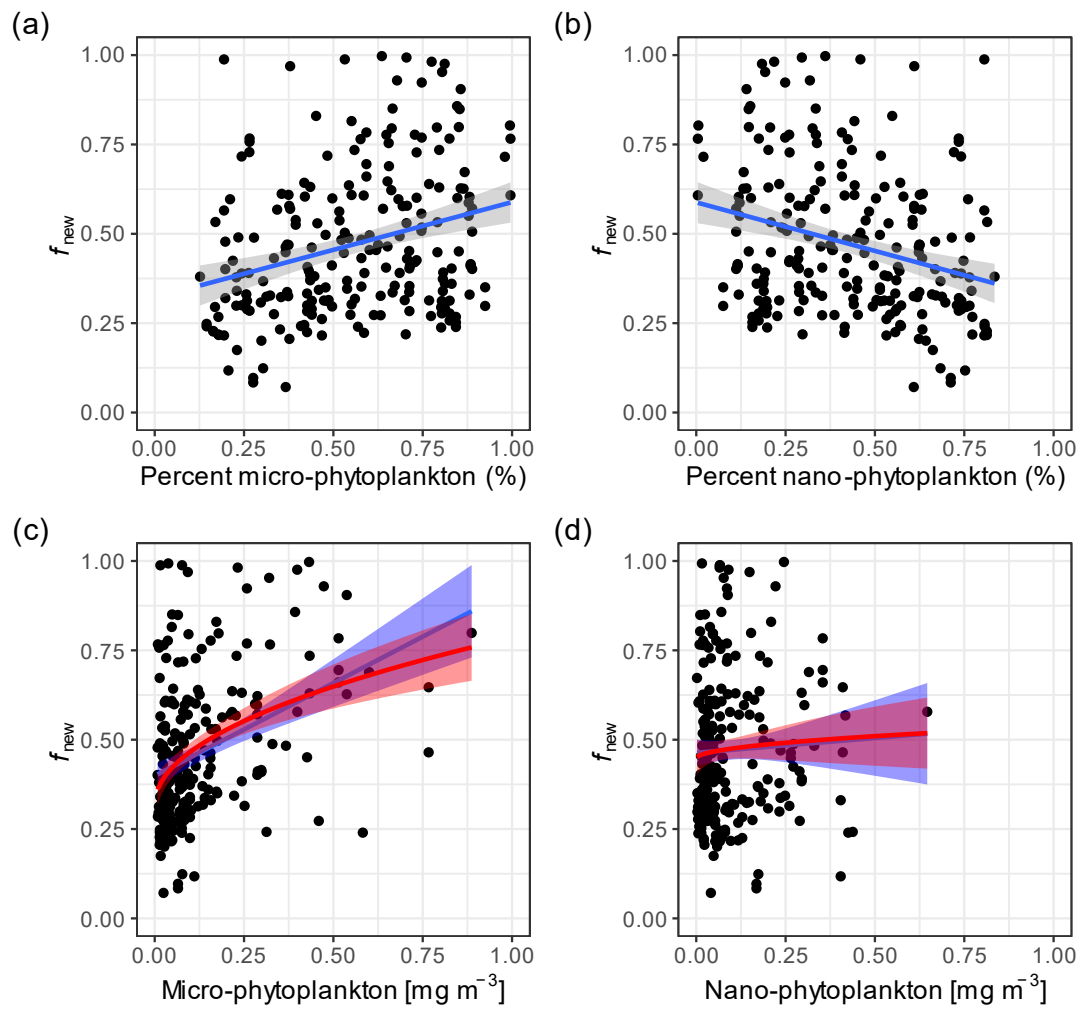 (a)
1.00
0.75
0.50
0.25
0.00
f new
0.00 0.25 0.50 0.75 1.00
Percent micro-phytoplankton (%)
(b)
1.00
0.75
0.50
0.25
0.00
f new
0.00 0.25 0.50 0.75 1.00
Percent nano-phytoplankton (%)
(c)
1.00
0.75
0.50
0.25
0.00
f new
0.00 0.25 0.50 0.75 1.00
Micro-phytoplankton [mg m⁻³]
(d)
1.00
0.75
0.50
0.25
0.00
f new
0.00 0.25 0.50 0.75 1.00
Nano-phytoplankton [mg m⁻³]